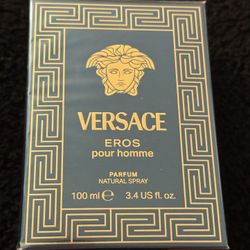 VERSACE
EROS
pour homme
PARFUM
NATURAL SPRAY
100 ml ℮ 3.4 US fl. oz.